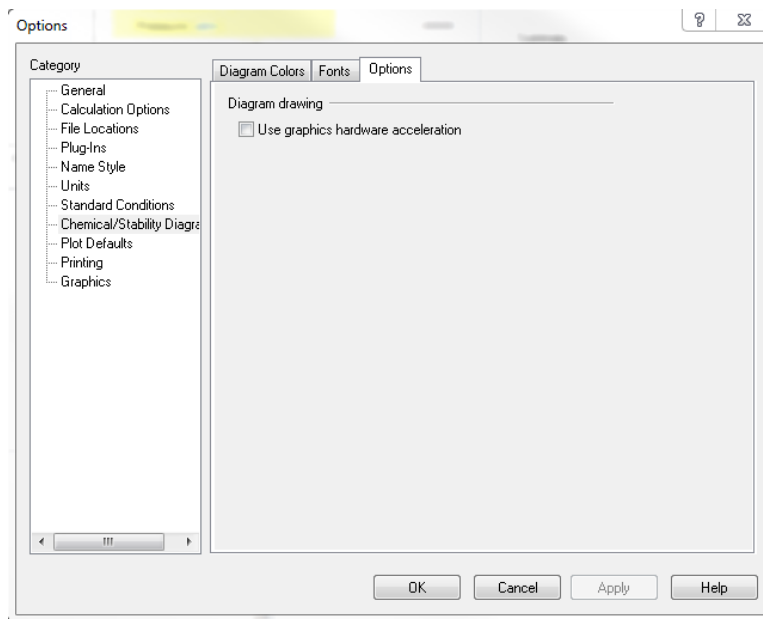 Options
Category
General
Calculation Options
File Locations
Plug-Ins
Name Style
Units
Standard Conditions
Chemical/Stability Diagra
Plot Defaults
Printing
Graphics
Diagram Colors Fonts Options
Diagram drawing
Use graphics hardware acceleration
OK Cancel Apply Help